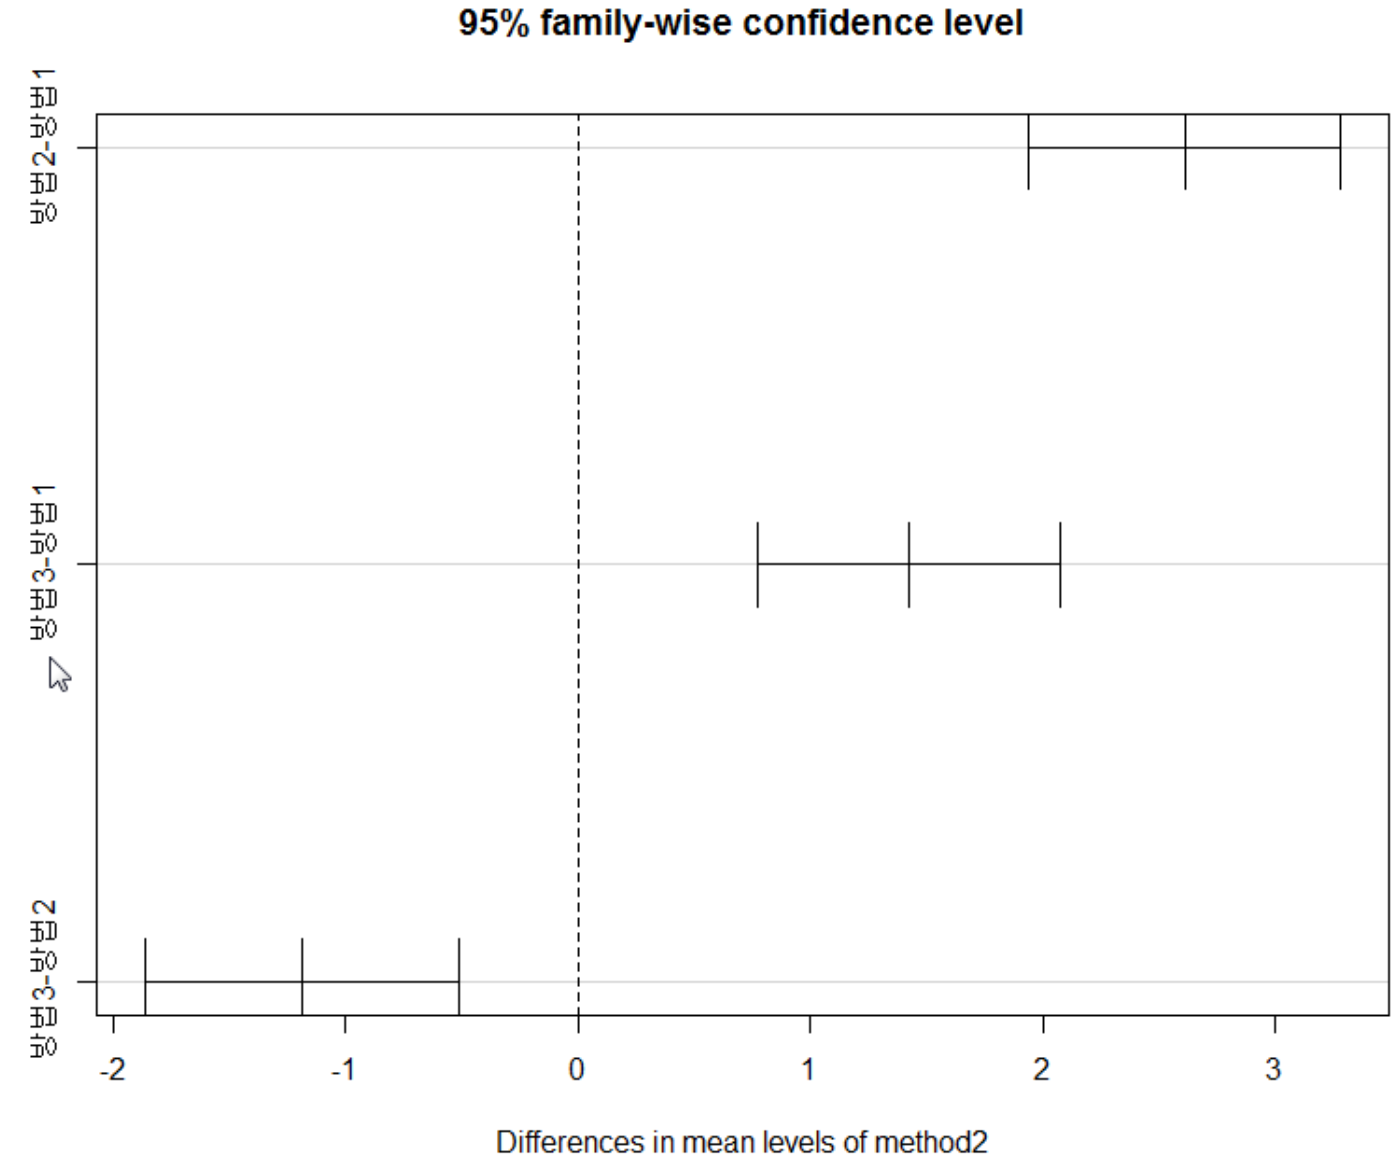 95% family-wise confidence level
방법2-방법1
방법3-방법1
방법3-방법2
-2 -1 0 1 2 3
Differences in mean levels of method2